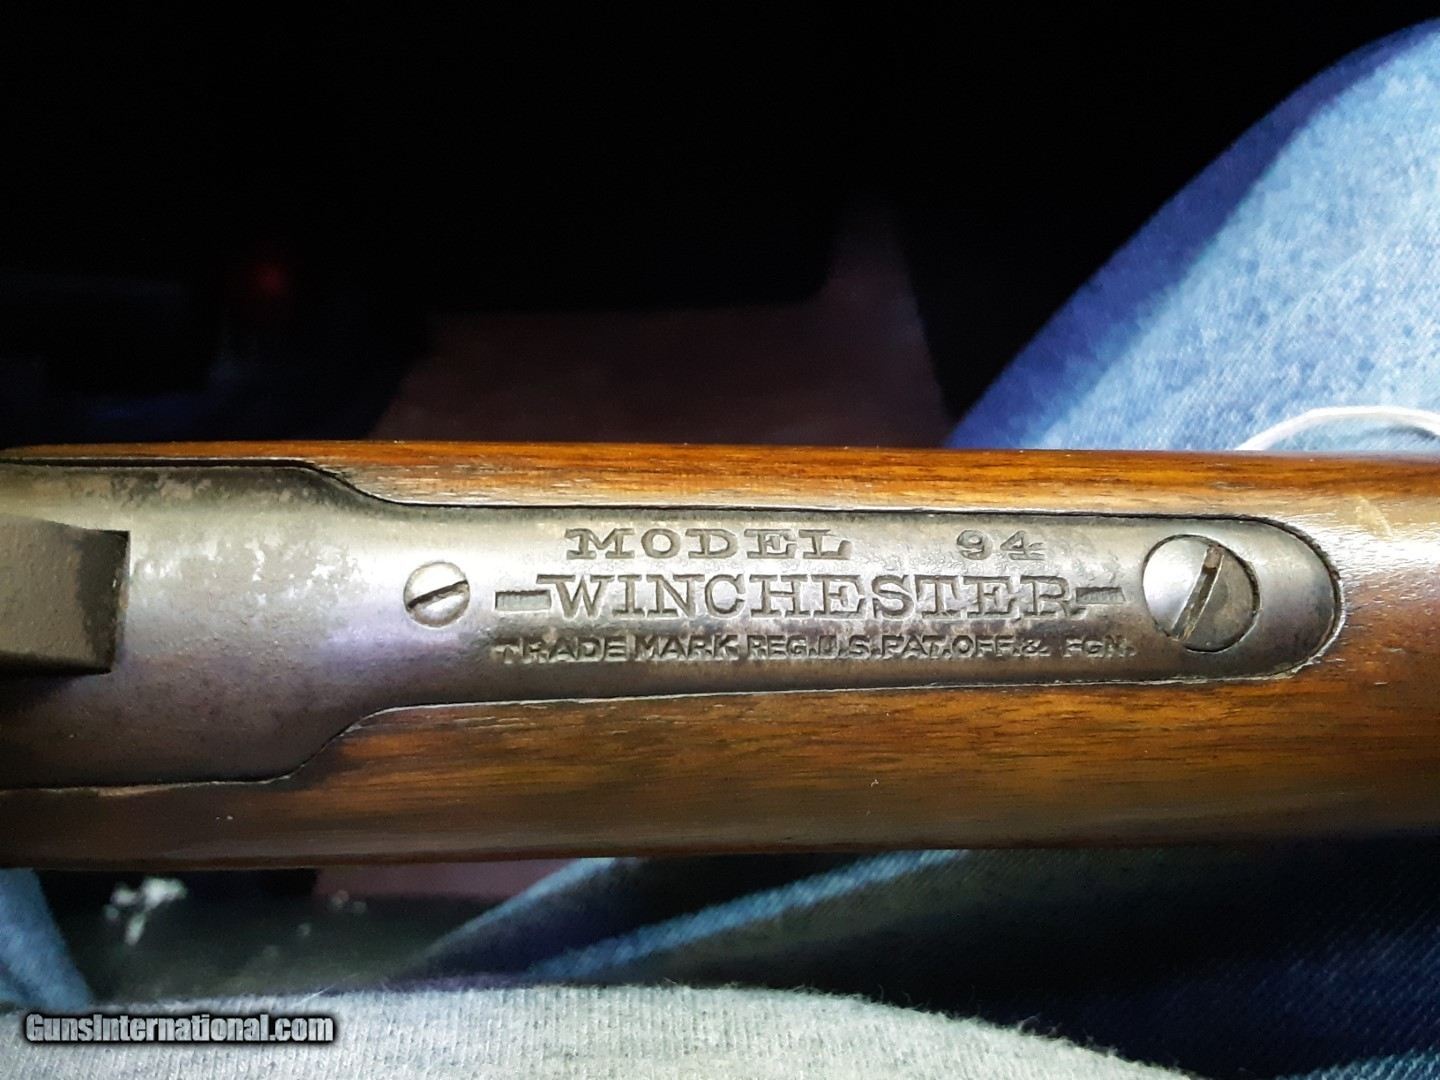 MODEL 94
-WINCHESTER-
TRADE MARK REG. U.S. PAT. OFF. & FGN.
GunsInternational.com